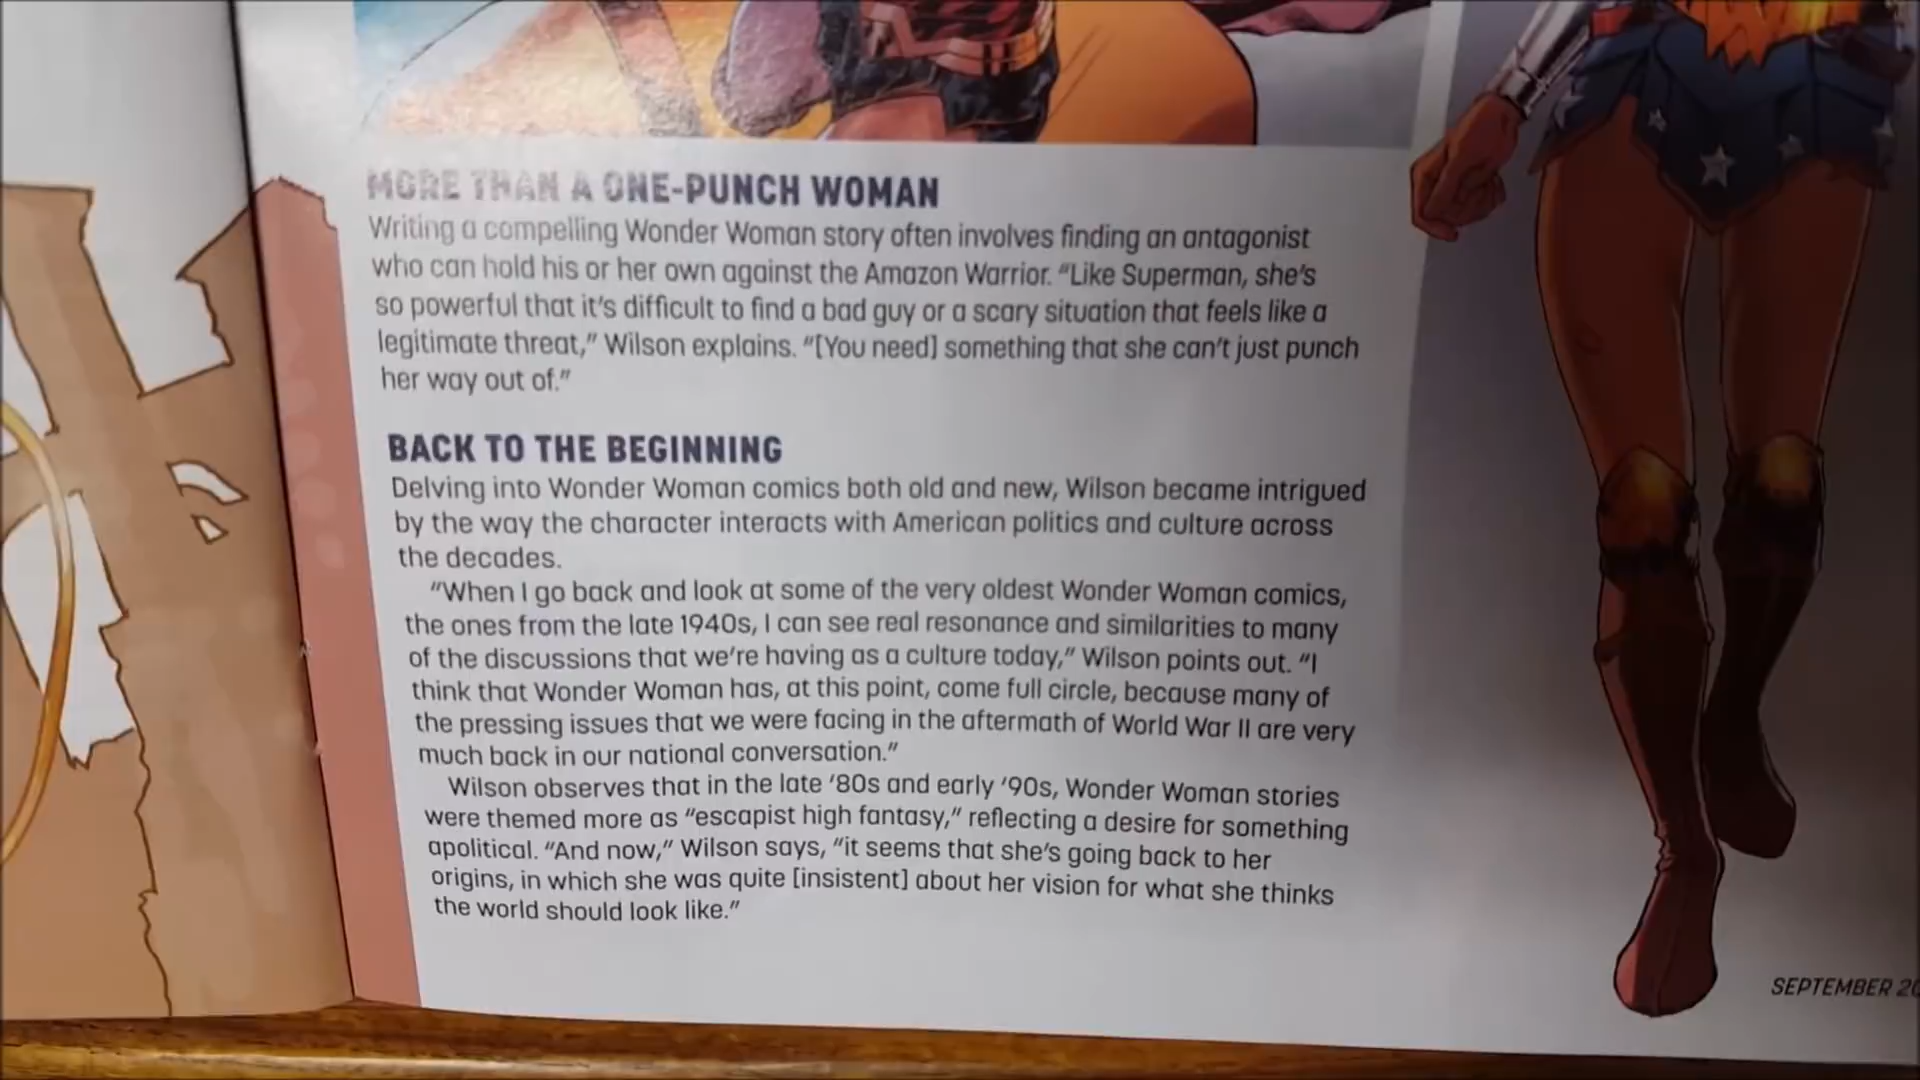 MORE THAN A ONE-PUNCH WOMAN
Writing a compelling Wonder Woman story often involves finding an antagonist
who can hold his or her own against the Amazon Warrior. “Like Superman, she’s
so powerful that it’s difficult to find a bad guy or a scary situation that feels like a
legitimate threat,” Wilson explains. “[You need] something that she can’t just punch
her way out of.”
BACK TO THE BEGINNING
Delving into Wonder Woman comics both old and new, Wilson became intrigued
by the way the character interacts with American politics and culture across
the decades.
“When I go back and look at some of the very oldest Wonder Woman comics,
the ones from the late 1940s, I can see real resonance and similarities to many
of the discussions that we’re having as a culture today,” Wilson points out. “I
think that Wonder Woman has, at this point, come full circle, because many of
the pressing issues that we were facing in the aftermath of World War II are very
much back in our national conversation.”
Wilson observes that in the late ’80s and early ’90s, Wonder Woman stories
were themed more as “escapist high fantasy,” reflecting a desire for something
apolitical. “And now,” Wilson says, “it seems that she’s going back to her
origins, in which she was quite [insistent] about her vision for what she thinks
the world should look like.”
SEPTEMBER